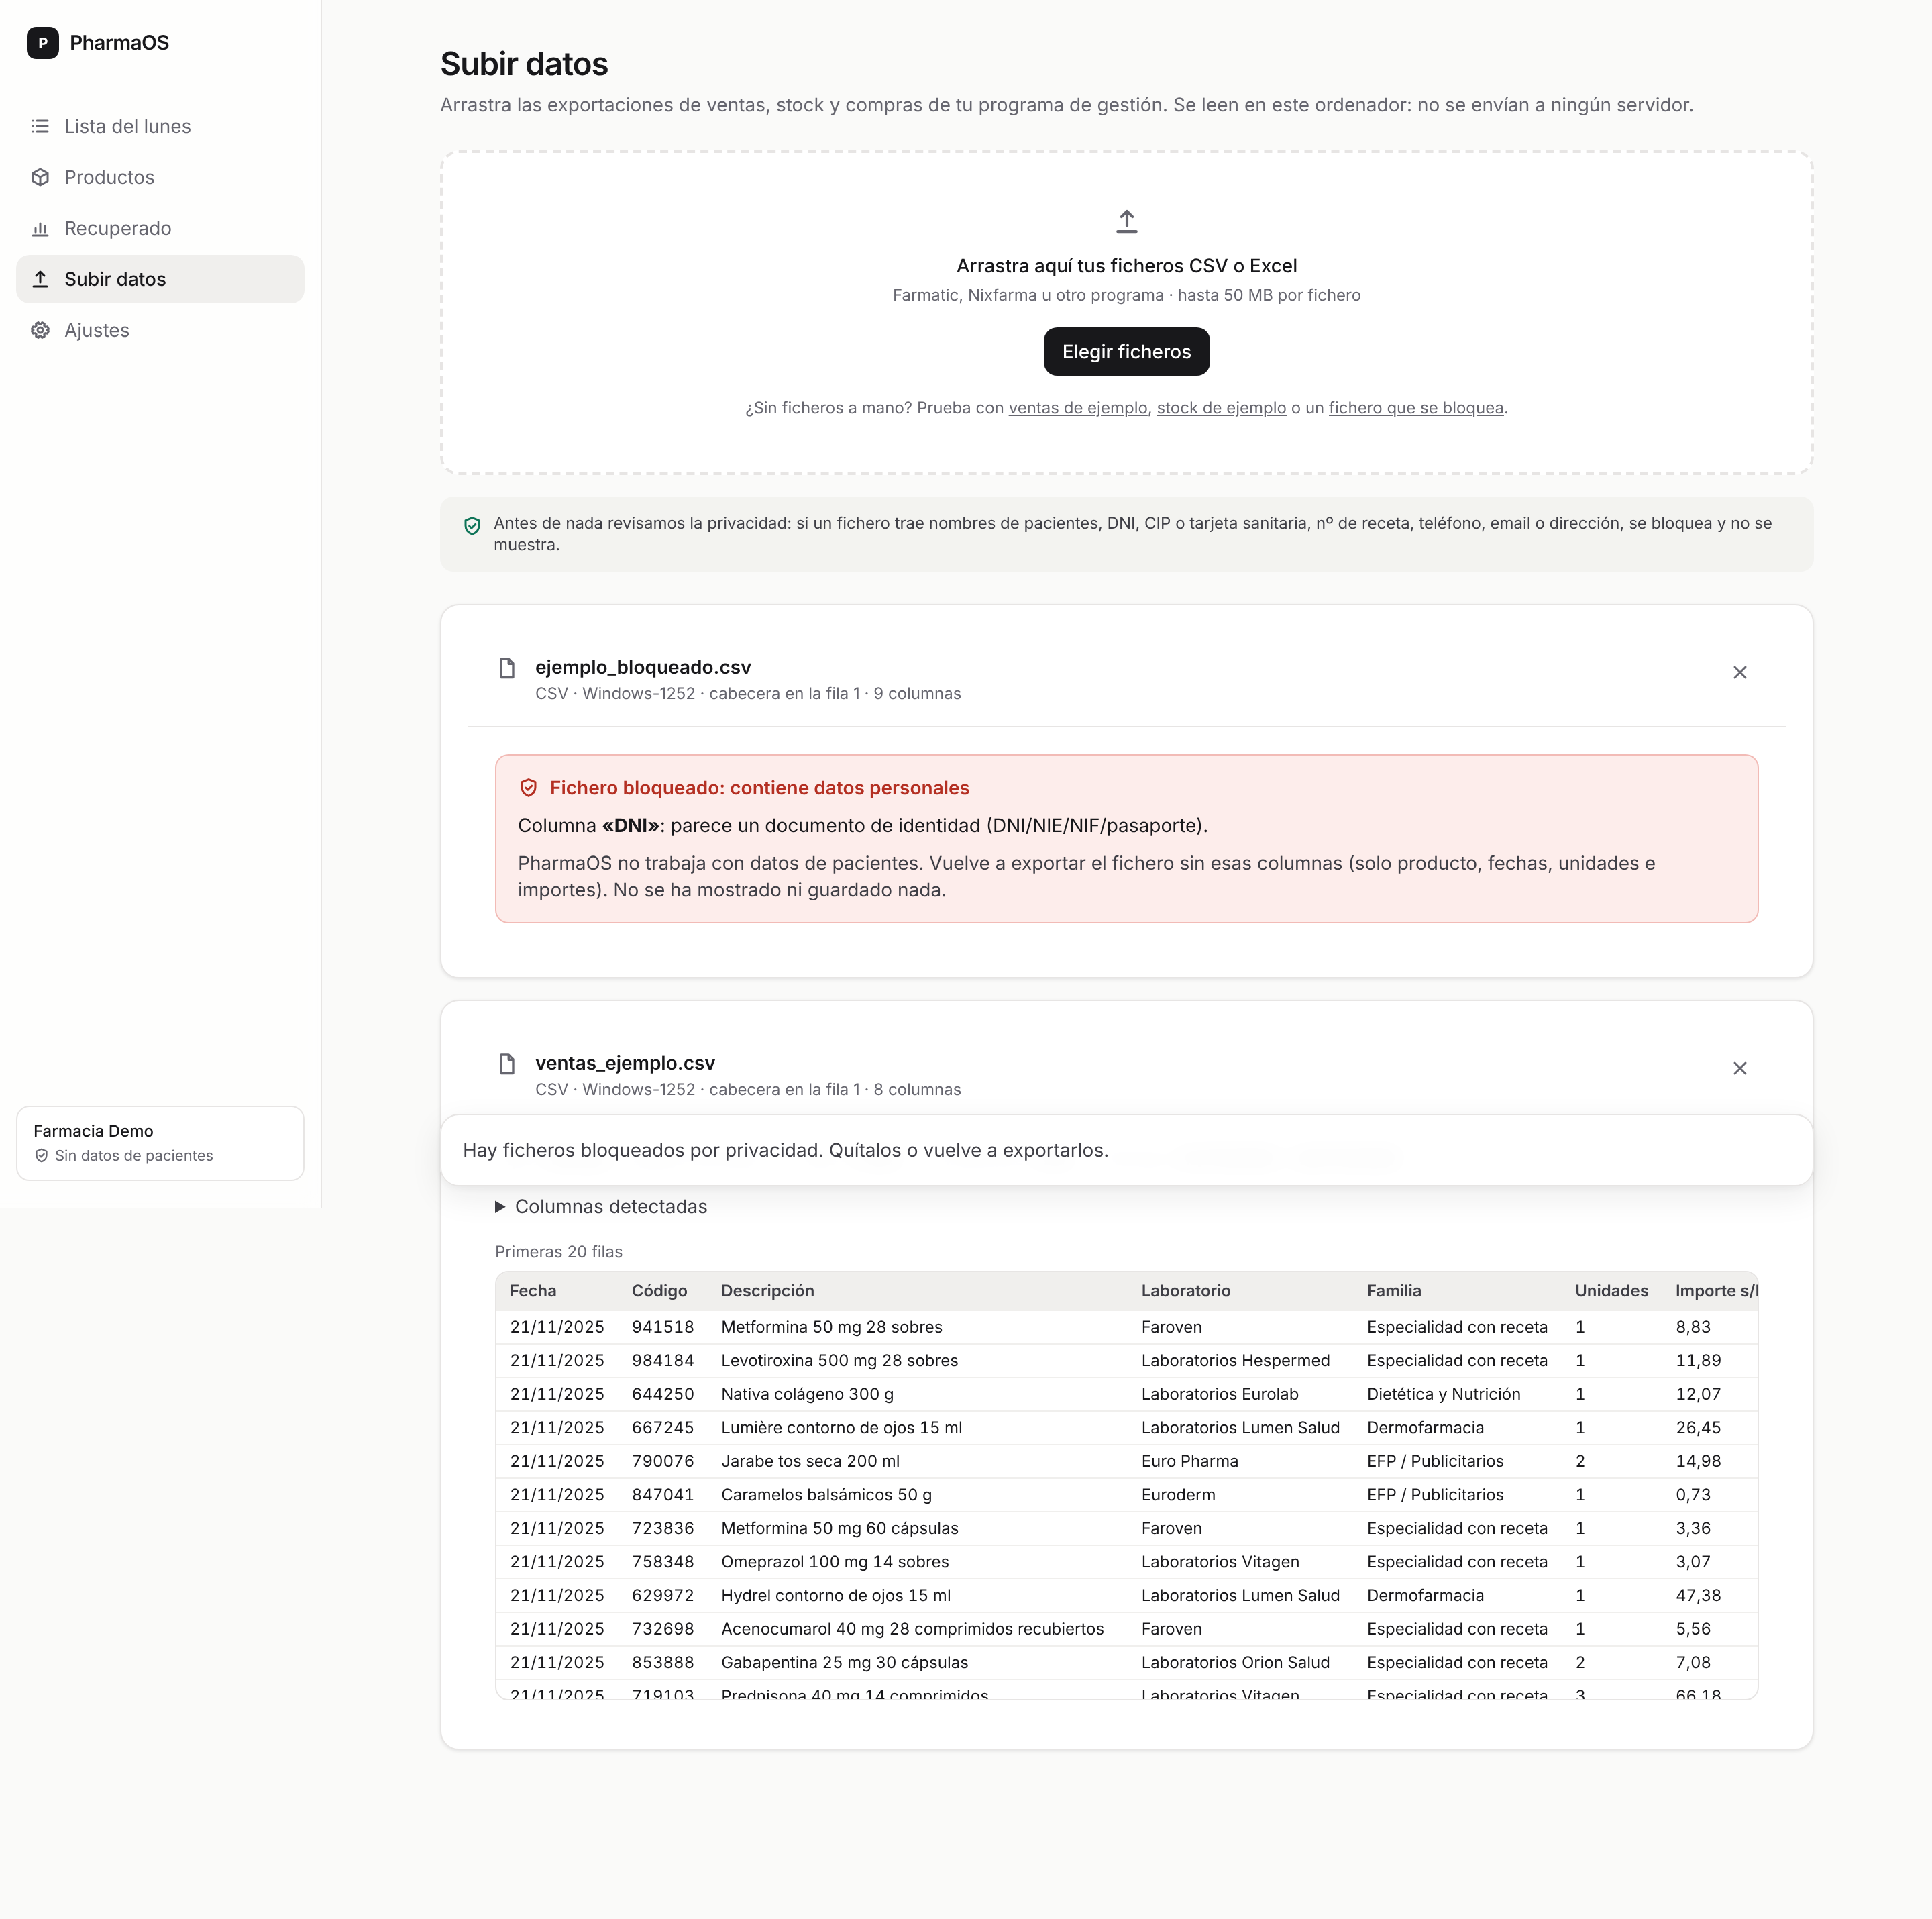 P PharmaOS
Lista del lunes
Productos
Recuperado
Subir datos
Ajustes
Farmacia Demo
Sin datos de pacientes
Subir datos
Arrastra las exportaciones de ventas, stock y compras de tu programa de gestión. Se leen en este ordenador: no se envían a ningún servidor.
Arrastra aquí tus ficheros CSV o Excel
Farmatic, Nixfarma u otro programa · hasta 50 MB por fichero
Elegir ficheros
¿Sin ficheros a mano? Prueba con ventas de ejemplo, stock de ejemplo o un fichero que se bloquea.
Antes de nada revisamos la privacidad: si un fichero trae nombres de pacientes, DNI, CIP o tarjeta sanitaria, nº de receta, teléfono, email o dirección, se bloquea y no se
muestra.
ejemplo_bloqueado.csv
CSV · Windows-1252 · cabecera en la fila 1 · 9 columnas
Fichero bloqueado: contiene datos personales
Columna «DNI»: parece un documento de identidad (DNI/NIE/NIF/pasaporte).
PharmaOS no trabaja con datos de pacientes. Vuelve a exportar el fichero sin esas columnas (solo producto, fechas, unidades e
importes). No se ha mostrado ni guardado nada.
ventas_ejemplo.csv
CSV · Windows-1252 · cabecera en la fila 1 · 8 columnas
Hay ficheros bloqueados por privacidad. Quítalos o vuelve a exportarlos.
Columnas detectadas
Primeras 20 filas
Fecha Código Descripción Laboratorio Familia Unidades Importe s/
21/11/2025 941518 Metformina 50 mg 28 sobres Faroven Especialidad con receta 1 8,83
21/11/2025 984184 Levotiroxina 500 mg 28 sobres Laboratorios Hespermed Especialidad con receta 1 11,89
21/11/2025 644250 Nativa colágeno 300 g Laboratorios Eurolab Dietética y Nutrición 1 12,07
21/11/2025 667245 Lumière contorno de ojos 15 ml Laboratorios Lumen Salud Dermofarmacia 1 26,45
21/11/2025 790076 Jarabe tos seca 200 ml Euro Pharma EFP / Publicitarios 2 14,98
21/11/2025 847041 Caramelos balsámicos 50 g Euroderm EFP / Publicitarios 1 0,73
21/11/2025 723836 Metformina 50 mg 60 cápsulas Faroven Especialidad con receta 1 3,36
21/11/2025 758348 Omeprazol 100 mg 14 sobres Laboratorios Vitagen Especialidad con receta 1 3,07
21/11/2025 629972 Hydrel contorno de ojos 15 ml Laboratorios Lumen Salud Dermofarmacia 1 47,38
21/11/2025 732698 Acenocumarol 40 mg 28 comprimidos recubiertos Faroven Especialidad con receta 1 5,56
21/11/2025 853888 Gabapentina 25 mg 30 cápsulas Laboratorios Orion Salud Especialidad con receta 2 7,08
21/11/2025 719103 Prednisona 40 mg 14 comprimidos Laboratorios Vitagen Especialidad con receta 3 66,18